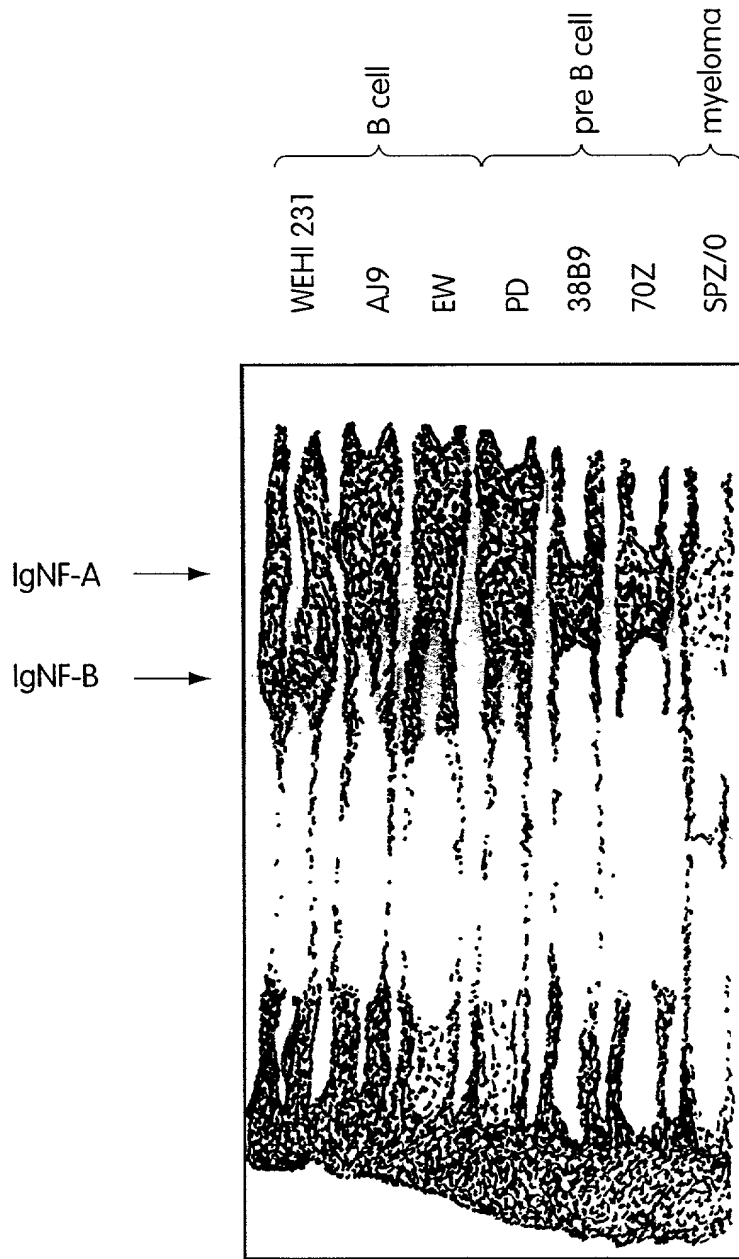 B cell
pre B cell
myeloma
WEHI 231
AJ9
EW
PD
38B9
70Z
SPZ/0
IgNF-A
IgNF-B